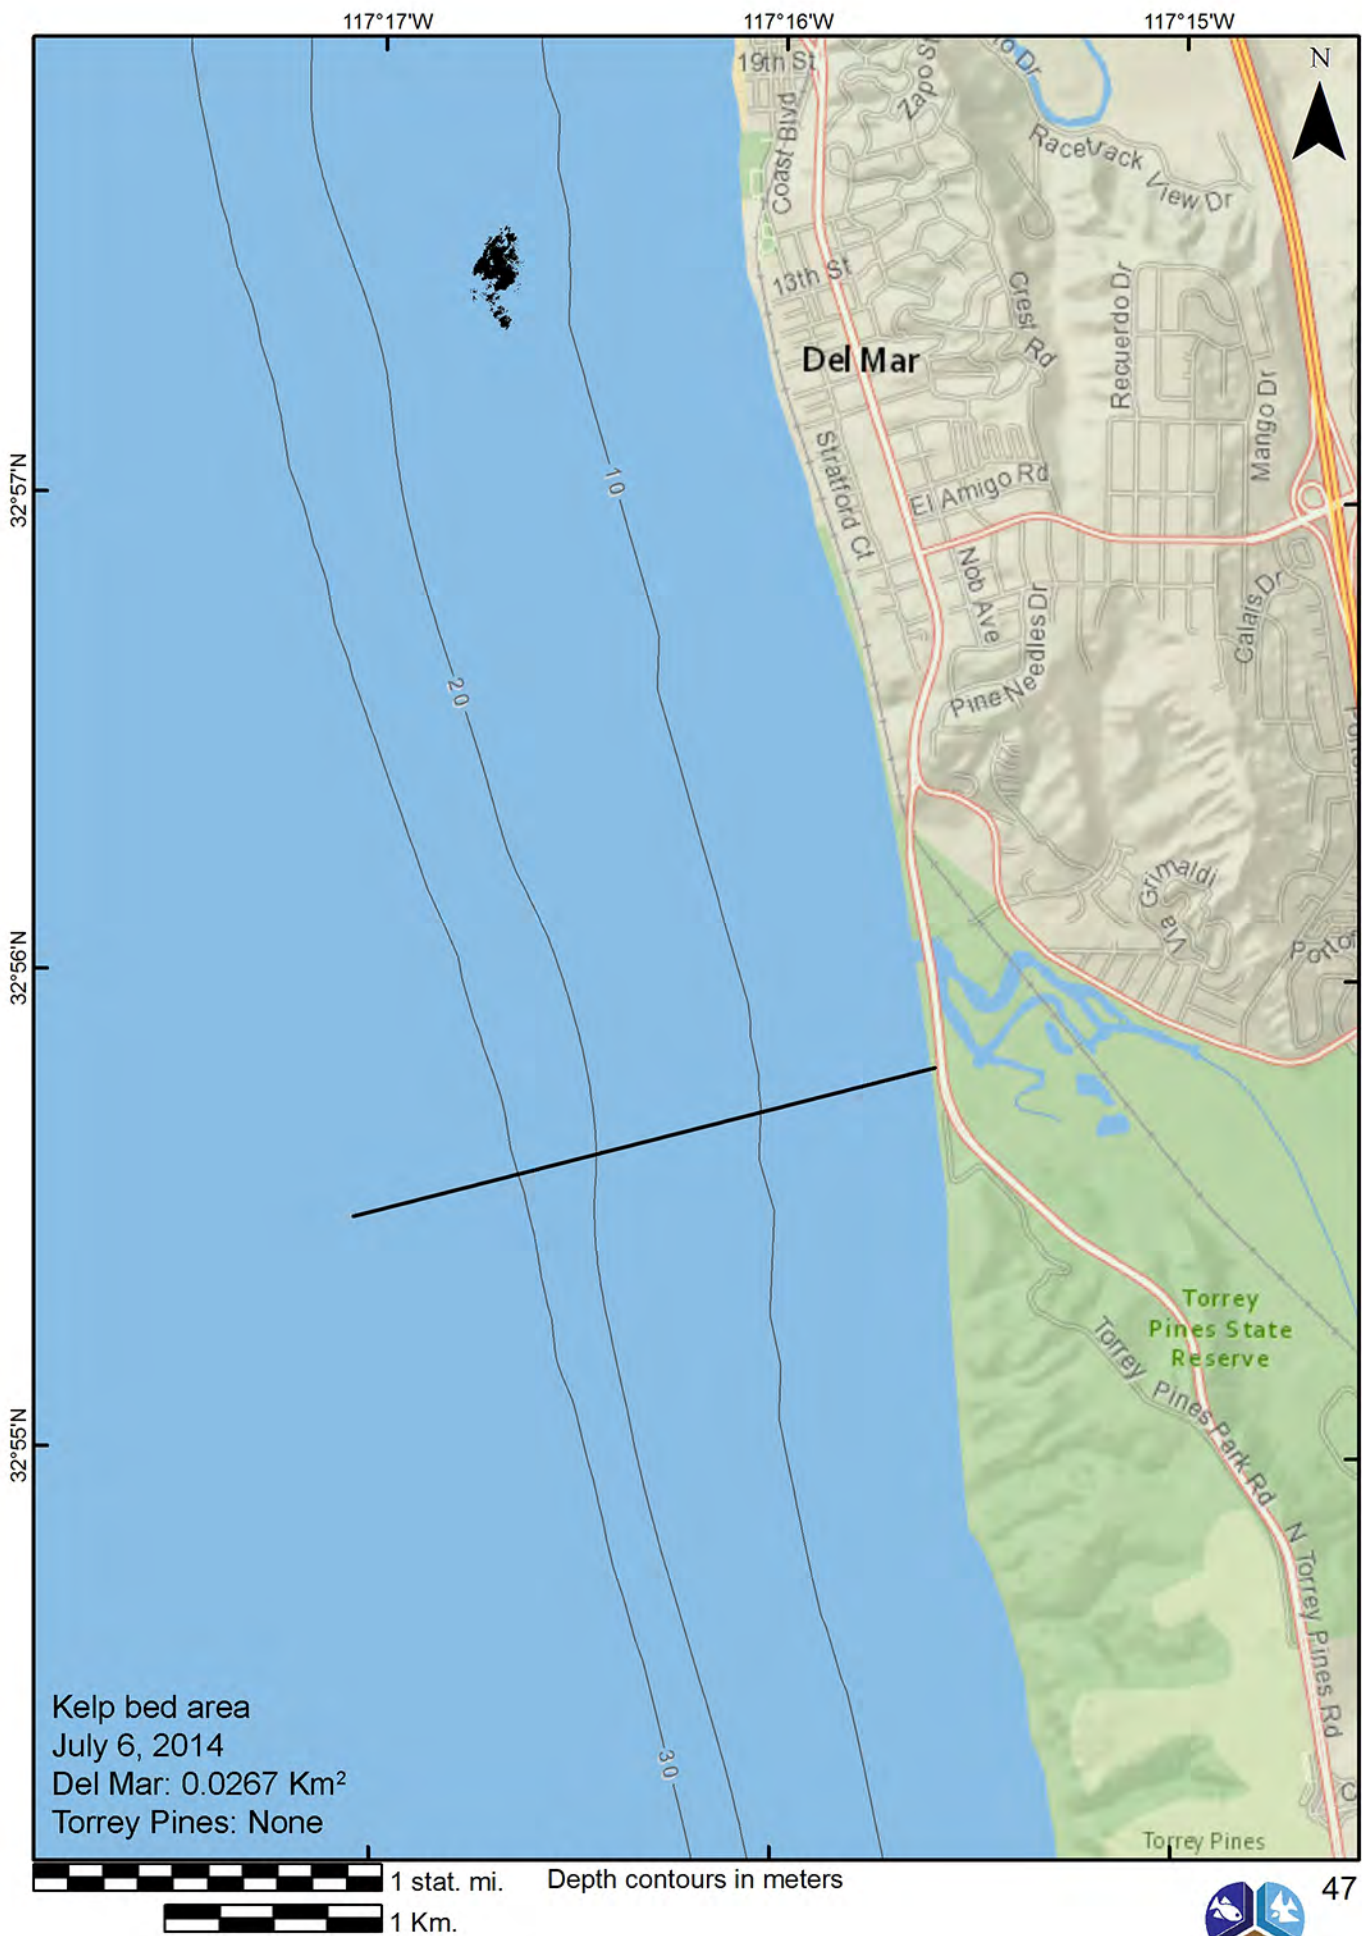 117°17'W
117°16'W
117°15'W
N
19th St
Coast Blvd
Racetrack View Dr
13th St
Crest Rd
Recuerdo Dr
Mango Dr
Del Mar
Stratford Ct
El Amigo Rd
Nob Ave
Pine Needles Dr
Calais Dr
Via Grimaldi
10
20
30
32°57'N
32°56'N
32°55'N
Torrey
Pines State
Reserve
Torrey Pines Park Rd
N Torrey Pines Rd
Torrey Pines
Kelp bed area
July 6, 2014
Del Mar: 0.0267 Km²
Torrey Pines: None
1 stat. mi.
Depth contours in meters
1 Km.
47